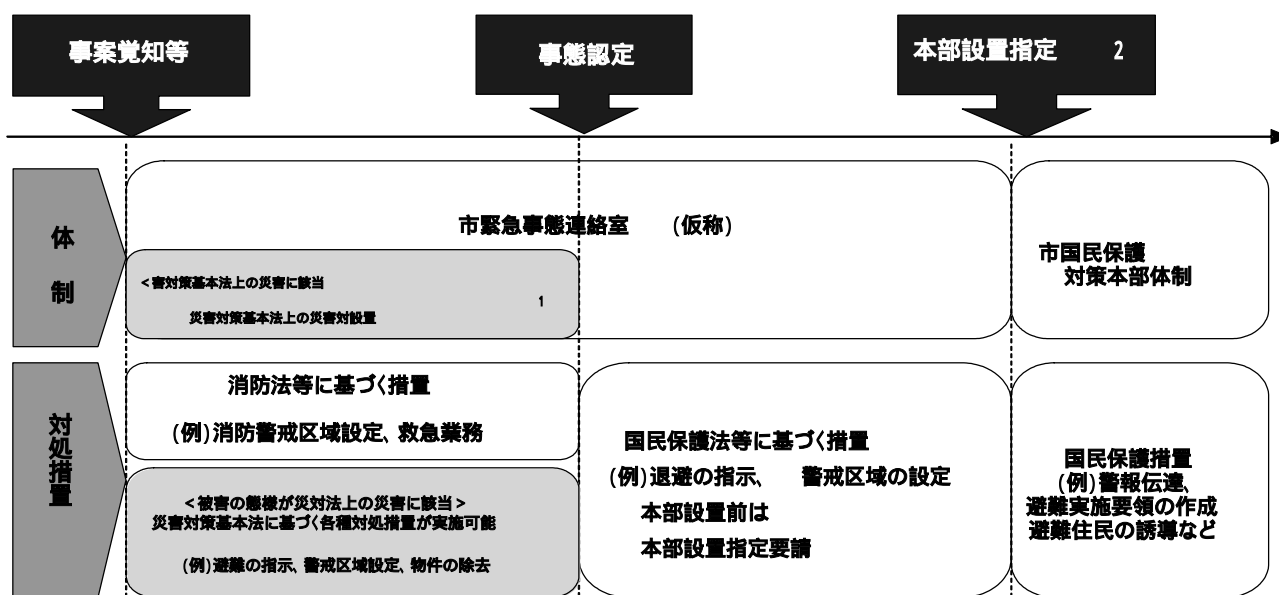 事案覚知等
事態認定
本部設置指定 2
体制
市緊急事態連絡室 (仮称)
<害対策基本法上の災害に該当
1
災害対策基本法上の災害対設置
市国民保護
対策本部体制
対処措置
消防法等に基づく措置
(例)消防警戒区域設定、救急業務
<被害の態様が災対法上の災害に該当>
災害対策基本法に基づく各種対処措置が実施可能
(例)避難の指示、警戒区域設定、物件の除去
国民保護法等に基づく措置
(例)退避の指示、 警戒区域の設定
本部設置前は
本部設置指定要請
国民保護措置
(例)警報伝達、
避難実施要領の作成
避難住民の誘導など